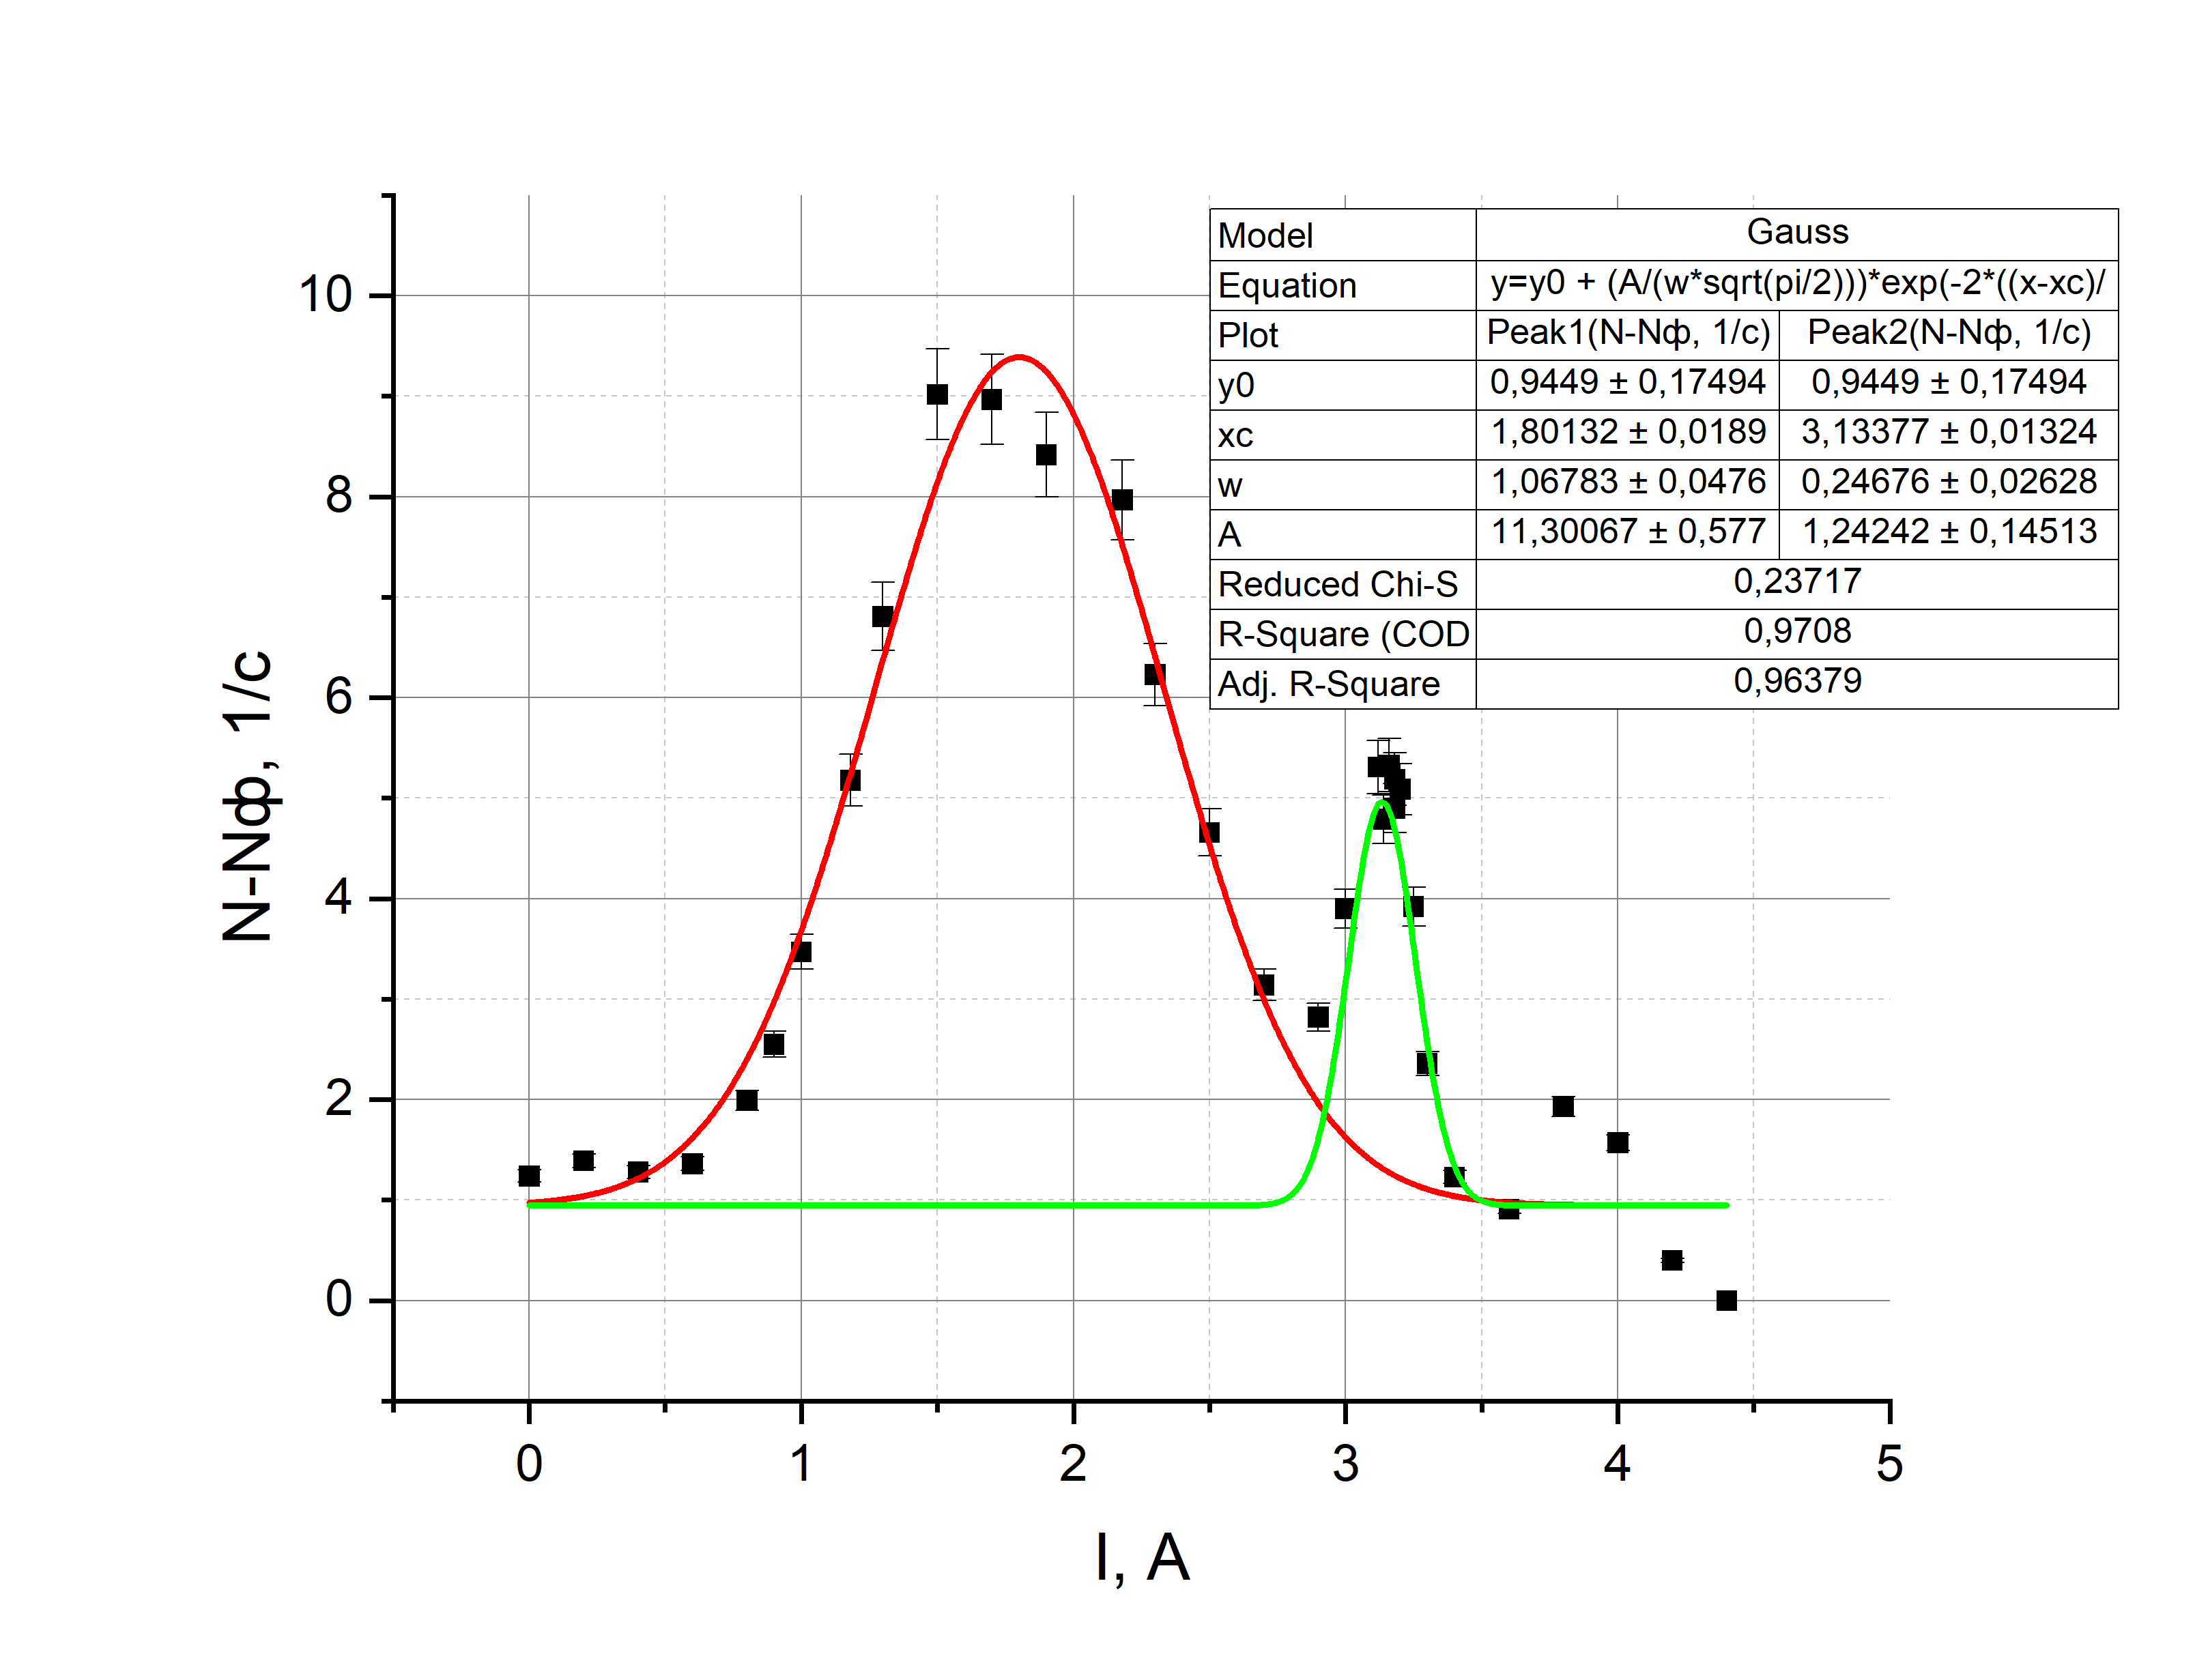 10
8
6
4
2
0
N-Nф, 1/c
0 1 2 3 4 5
I, A
Model Gauss
Equation y=y0 + (A/(w*sqrt(pi/2)))*exp(-2*((x-xc)/
Plot Peak1(N-Nф, 1/c) Peak2(N-Nф, 1/c)
y0 0,9449 ± 0,17494 0,9449 ± 0,17494
xc 1,80132 ± 0,0189 3,13377 ± 0,01324
w 1,06783 ± 0,0476 0,24676 ± 0,02628
A 11,30067 ± 0,577 1,24242 ± 0,14513
Reduced Chi-S 0,23717
R-Square (COD 0,9708
Adj. R-Square 0,96379